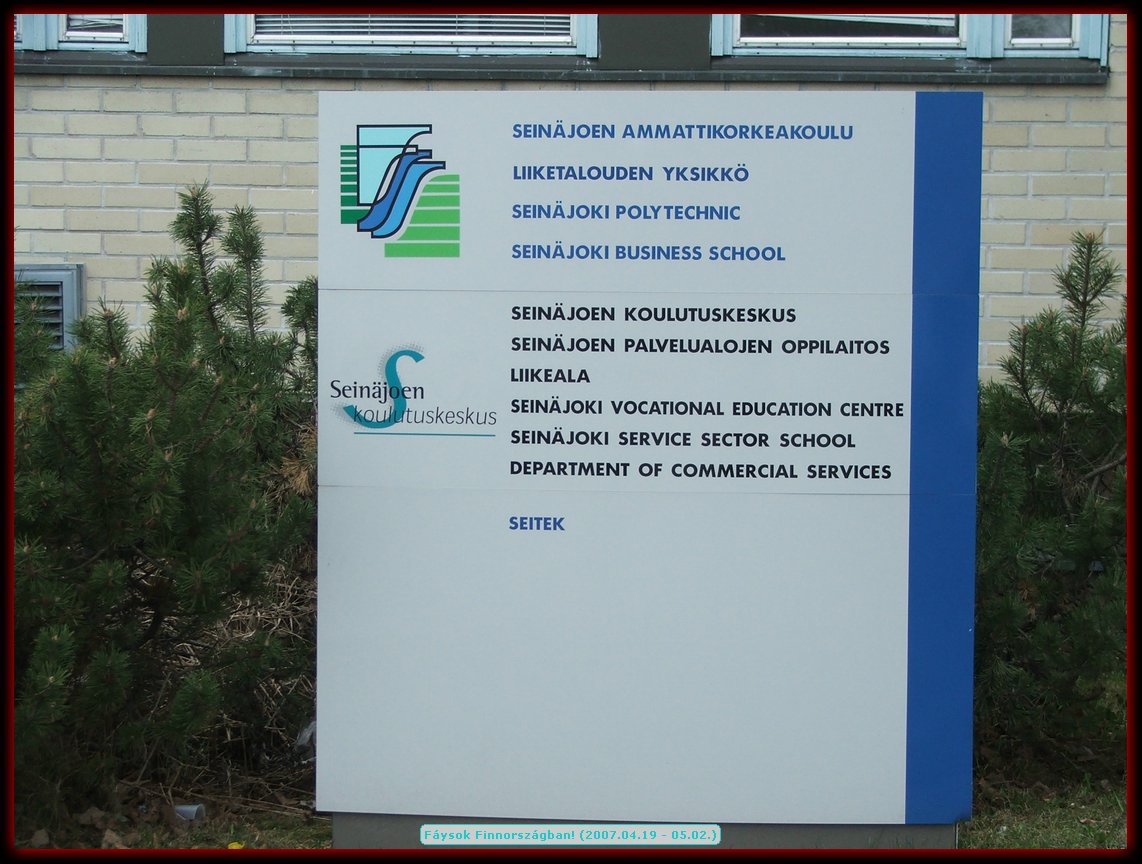 SEINÄJOEN AMMATTIKORKEAKOULU
LIIKETALOUDEN YKSIKKÖ
SEINÄJOKI POLYTECHNIC
SEINÄJOKI BUSINESS SCHOOL
Seinäjoen
koulutuskeskus
SEINÄJOEN KOULUTUSKESKUS
SEINÄJOEN PALVELUALOJEN OPPILAITOS
LIIKEALA
SEINÄJOKI VOCATIONAL EDUCATION CENTRE
SEINÄJOKI SERVICE SECTOR SCHOOL
DEPARTMENT OF COMMERCIAL SERVICES
SEITEK
Fáysok Finnországban! (2007.04.19 - 05.02.)